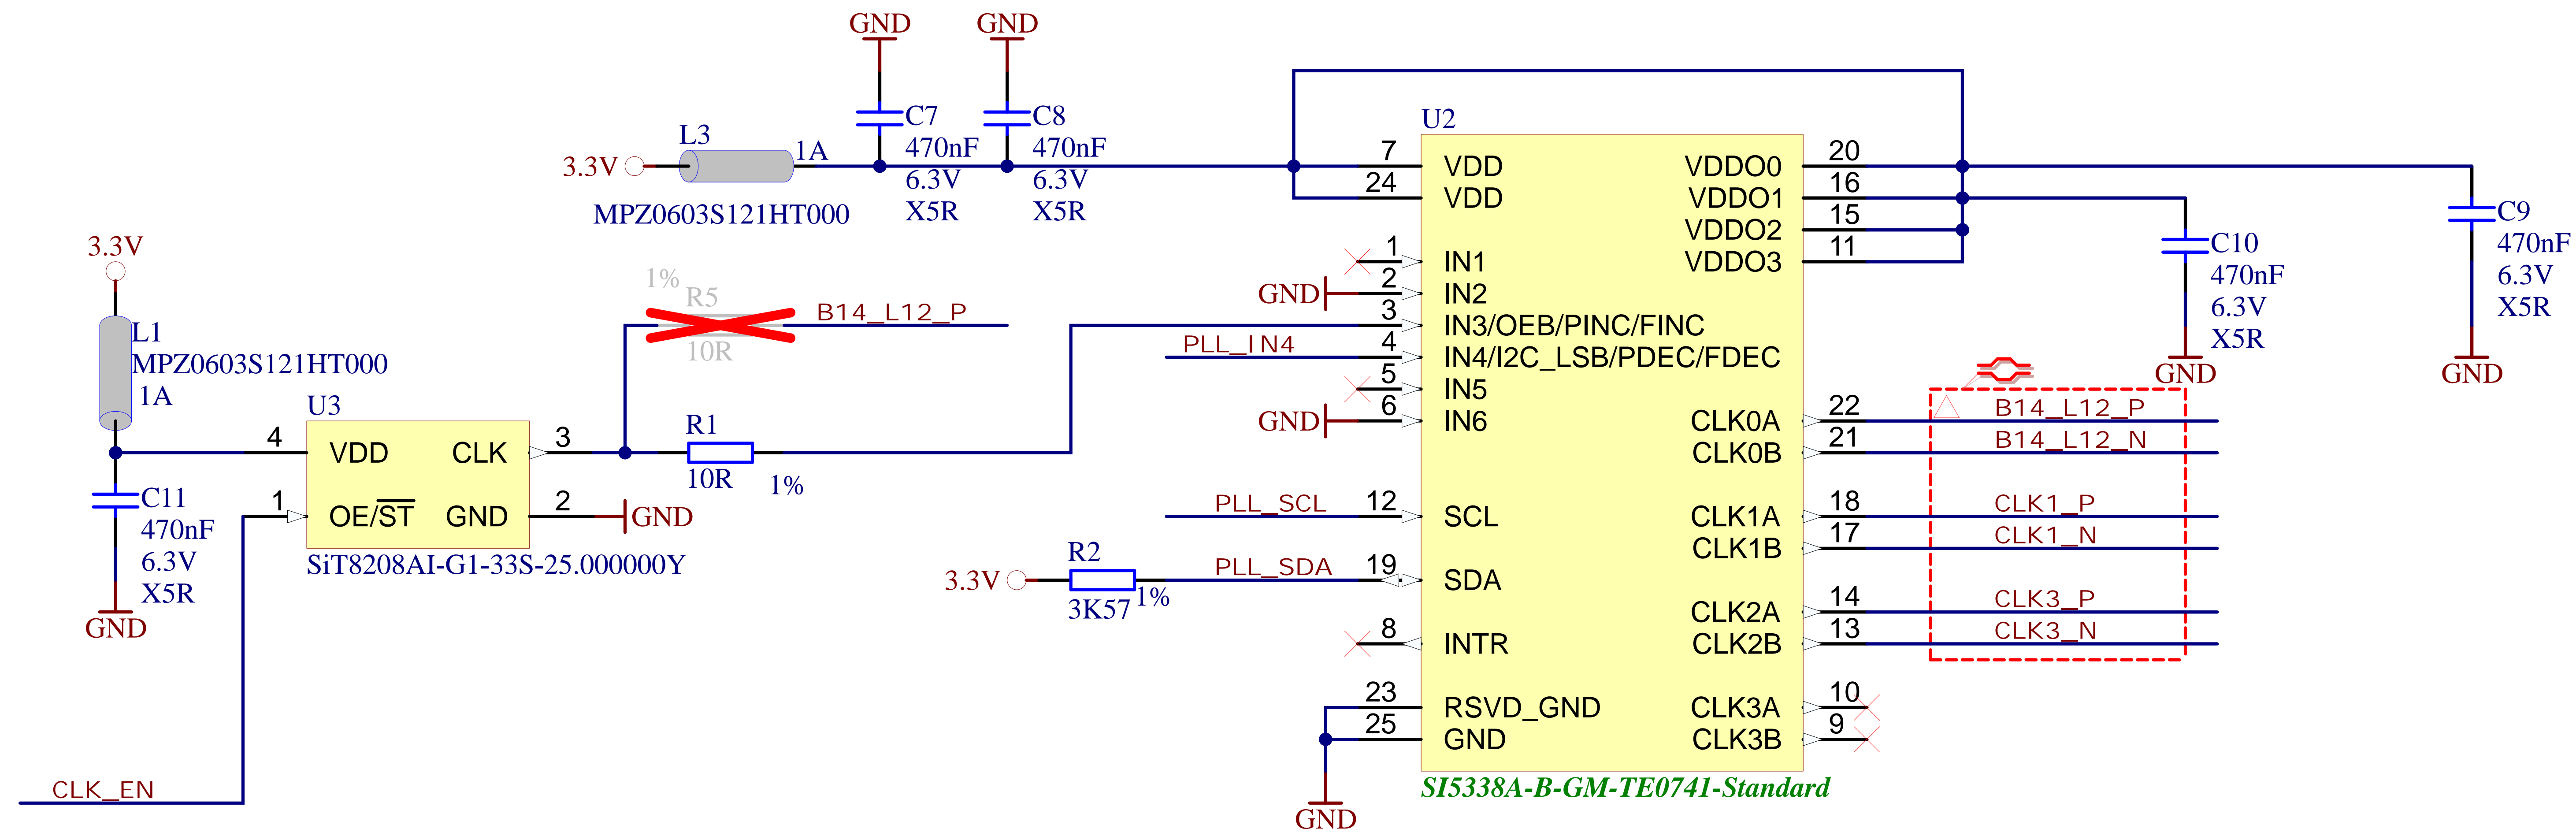 GND
GND
C7
470nF
6.3V
X5R
C8
470nF
6.3V
X5R
L3
3.3V
1A
MPZ0603S121HT000
3.3V
L1
MPZ0603S121HT000
1A
C11
470nF
6.3V
X5R
GND
CLK_EN
U3
4
VDD
CLK
3
1
OE/ST
GND
2
GND
SiT8208AI-G1-33S-25.000000Y
1%
R5
10R
B14_L12_P
R1
10R
1%
PLL_IN4
PLL_SCL
3.3V
R2
3K57
1%
PLL_SDA
GND
GND
GND
U2
7
VDD
24
VDD
1
IN1
2
IN2
3
IN3/OEB/PINC/FINC
4
IN4/I2C_LSB/PDEC/FDEC
5
IN5
6
IN6
12
SCL
19
SDA
8
INTR
23
RSVD_GND
25
GND
VDDO0
20
VDDO1
16
VDDO2
15
VDDO3
11
CLK0A
22
B14_L12_P
CLK0B
21
B14_L12_N
CLK1A
18
CLK1_P
CLK1B
17
CLK1_N
CLK2A
14
CLK3_P
CLK2B
13
CLK3_N
CLK3A
10
CLK3B
9
SI5338A-B-GM-TE0741-Standard
C10
470nF
6.3V
X5R
GND
C9
470nF
6.3V
X5R
GND